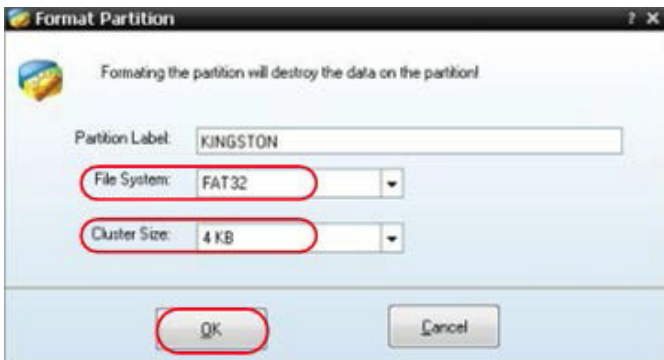 Format Partition ? X
Formating the partition will destroy the data on the partition!
Partition Label: KINGSTON
File System: FAT32
Cluster Size: 4 KB
OK Cancel